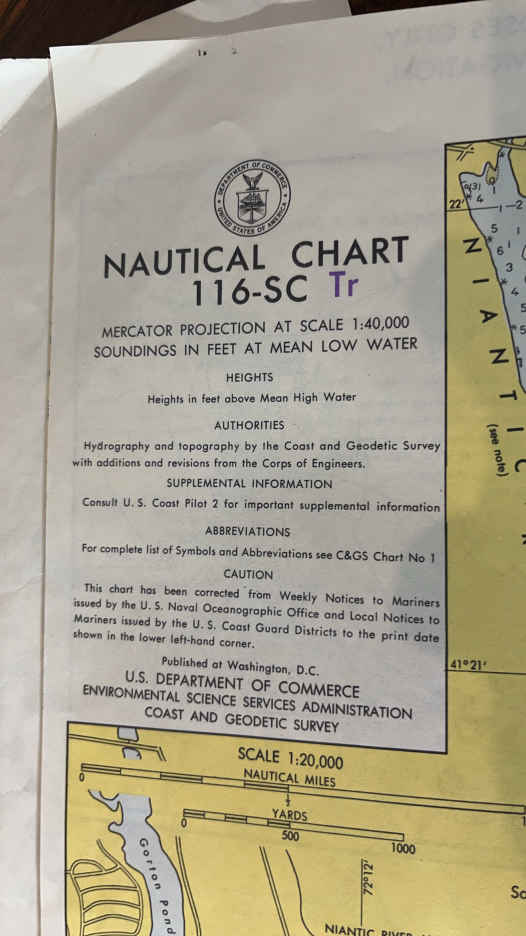 DEPARTMENT OF COMMERCE
UNITED STATES OF AMERICA
NAUTICAL CHART
116-SC Tr
MERCATOR PROJECTION AT SCALE 1:40,000
SOUNDINGS IN FEET AT MEAN LOW WATER
HEIGHTS
Heights in feet above Mean High Water
AUTHORITIES
Hydrography and topography by the Coast and Geodetic Survey
with additions and revisions from the Corps of Engineers.
SUPPLEMENTAL INFORMATION
Consult U. S. Coast Pilot 2 for important supplemental information
ABBREVIATIONS
For complete list of Symbols and Abbreviations see C&GS Chart No 1
CAUTION
This chart has been corrected from Weekly Notices to Mariners
issued by the U. S. Naval Oceanographic Office and Local Notices to
Mariners issued by the U. S. Coast Guard Districts to the print date
shown in the lower left-hand corner.
Published at Washington, D.C.
U.S. DEPARTMENT OF COMMERCE
ENVIRONMENTAL SCIENCE SERVICES ADMINISTRATION
COAST AND GEODETIC SURVEY
22'
NIANTIC
(see note)
41°21'
SCALE 1:20,000
NAUTICAL MILES
0 ½ 1
YARDS
0 500 1000
Gorton Pond
72°12'
NIANTIC RIVER